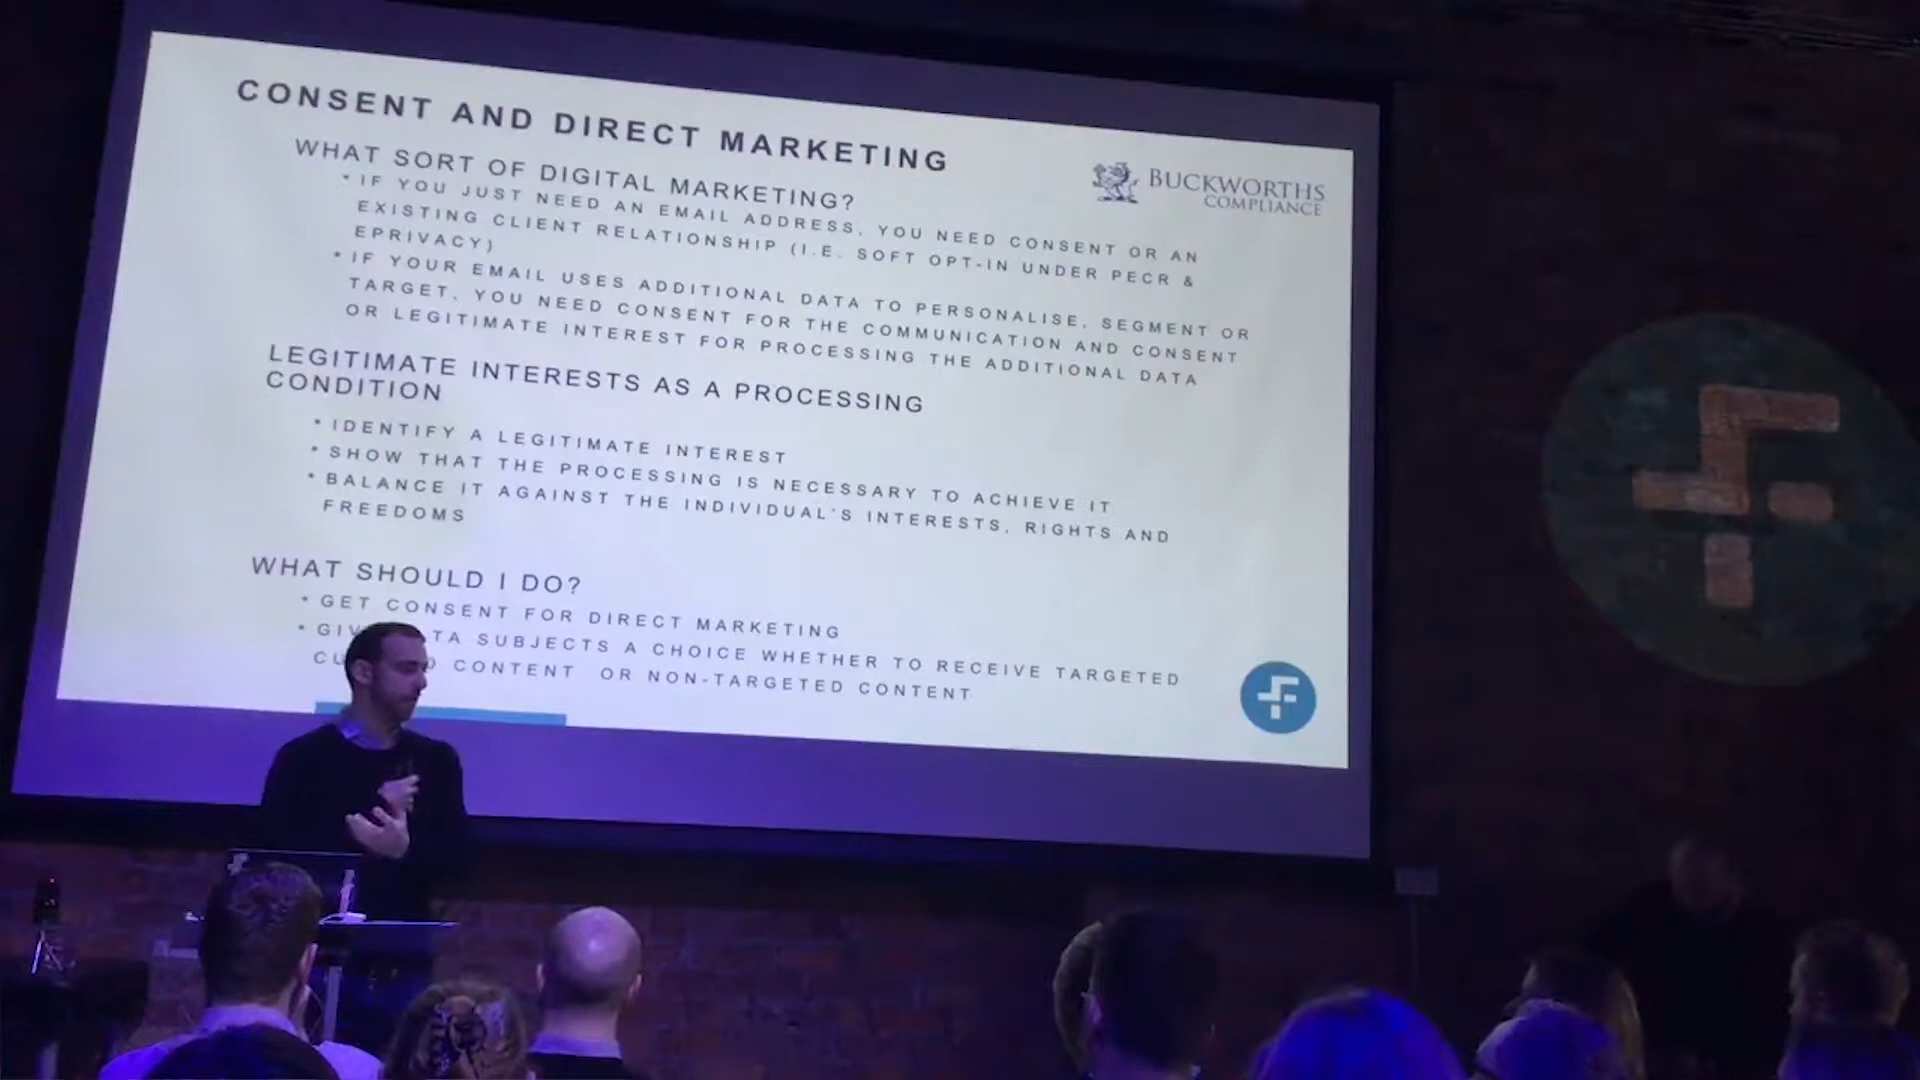 CONSENT AND DIRECT MARKETING
BUCKWORTHS
COMPLIANCE
WHAT SORT OF DIGITAL MARKETING?
* IF YOU JUST NEED AN EMAIL ADDRESS, YOU NEED CONSENT OR AN
EXISTING CLIENT RELATIONSHIP (I.E. SOFT OPT-IN UNDER PECR &
EPRIVACY)
* IF YOUR EMAIL USES ADDITIONAL DATA TO PERSONALISE, SEGMENT OR
TARGET, YOU NEED CONSENT FOR THE COMMUNICATION AND CONSENT
OR LEGITIMATE INTEREST FOR PROCESSING THE ADDITIONAL DATA
LEGITIMATE INTERESTS AS A PROCESSING
CONDITION
* IDENTIFY A LEGITIMATE INTEREST
* SHOW THAT THE PROCESSING IS NECESSARY TO ACHIEVE IT
* BALANCE IT AGAINST THE INDIVIDUAL'S INTERESTS, RIGHTS AND
FREEDOMS
WHAT SHOULD I DO?
* GET CONSENT FOR DIRECT MARKETING
* SUBJECTS A CHOICE WHETHER TO RECEIVE TARGETED
CONTENT OR NON-TARGETED CONTENT